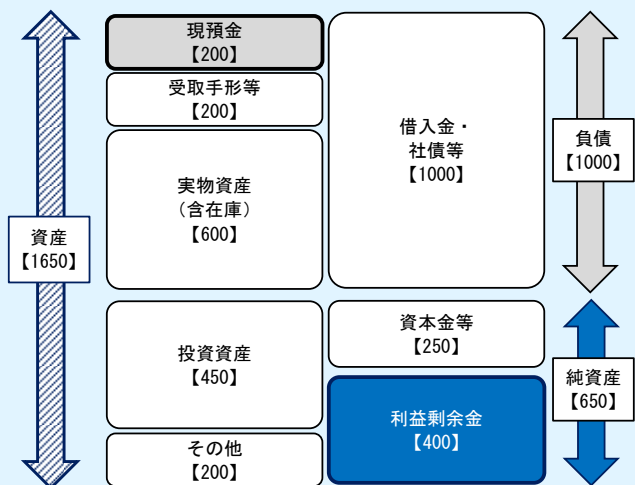 資産
【1650】
現預金
【200】
受取手形等
【200】
実物資産
（含在庫）
【600】
投資資産
【450】
その他
【200】
借入金・
社債等
【1000】
資本金等
【250】
利益剰余金
【400】
負債
【1000】
純資産
【650】